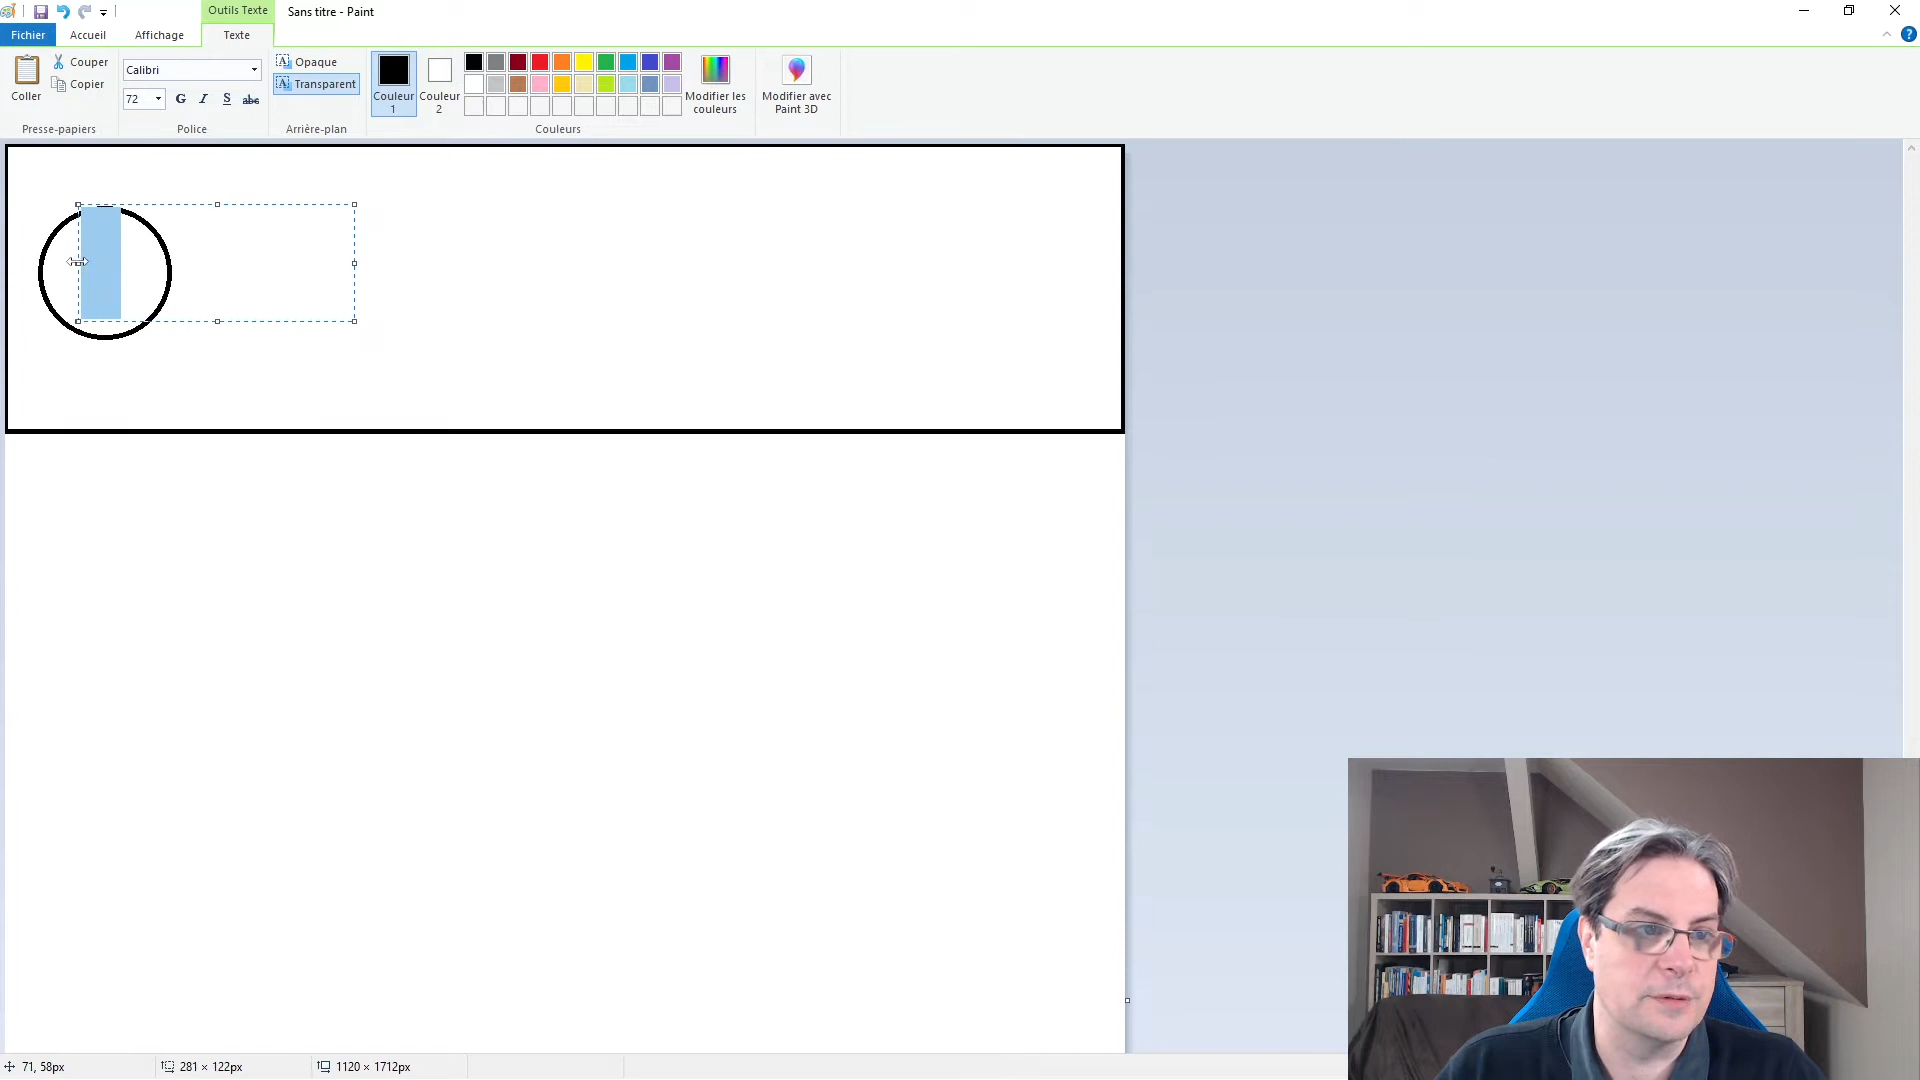 Outils Texte
Sans titre - Paint
Fichier
Accueil
Affichage
Texte
Coller
Couper
Copier
Presse-papiers
Calibri
72
G
I
S
abc
Police
Opaque
Transparent
Arrière-plan
Couleur
1
Couleur
2
Modifier les
couleurs
Couleurs
Modifier avec
Paint 3D
71, 58px
281 × 122px
1120 × 1712px